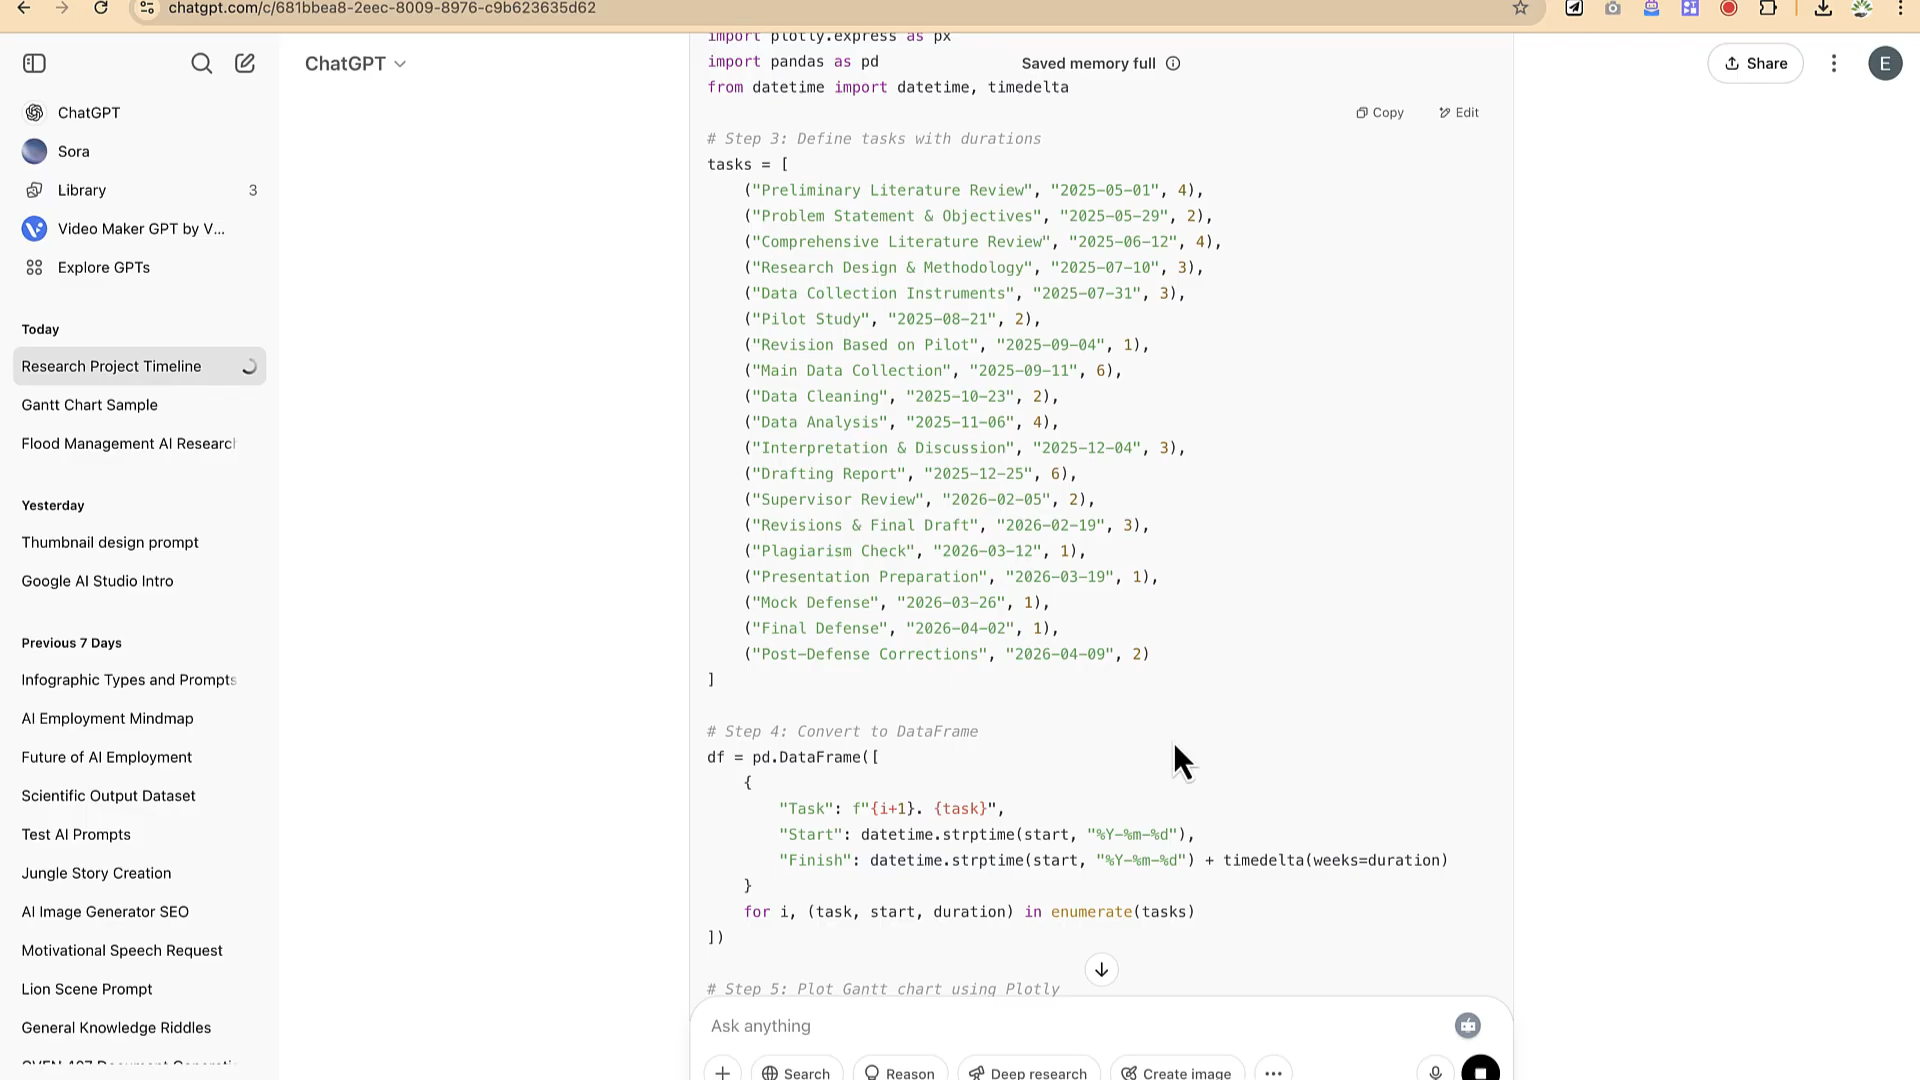 chatgpt.com/c/681bbea8-2eec-8009-8976-c9b623635d62
ChatGPT
Sora
Library 3
Video Maker GPT by V...
Explore GPTs
Today
Research Project Timeline
Gantt Chart Sample
Flood Management AI Research
Yesterday
Thumbnail design prompt
Google AI Studio Intro
Previous 7 Days
Infographic Types and Prompts
AI Employment Mindmap
Future of AI Employment
Scientific Output Dataset
Test AI Prompts
Jungle Story Creation
AI Image Generator SEO
Motivational Speech Request
Lion Scene Prompt
General Knowledge Riddles
ChatGPT
Saved memory full
Share
E
import plotly.express as px
import pandas as pd
from datetime import datetime, timedelta
Copy Edit
# Step 3: Define tasks with durations
tasks = [
("Preliminary Literature Review", "2025-05-01", 4),
("Problem Statement & Objectives", "2025-05-29", 2),
("Comprehensive Literature Review", "2025-06-12", 4),
("Research Design & Methodology", "2025-07-10", 3),
("Data Collection Instruments", "2025-07-31", 3),
("Pilot Study", "2025-08-21", 2),
("Revision Based on Pilot", "2025-09-04", 1),
("Main Data Collection", "2025-09-11", 6),
("Data Cleaning", "2025-10-23", 2),
("Data Analysis", "2025-11-06", 4),
("Interpretation & Discussion", "2025-12-04", 3),
("Drafting Report", "2025-12-25", 6),
("Supervisor Review", "2026-02-05", 2),
("Revisions & Final Draft", "2026-02-19", 3),
("Plagiarism Check", "2026-03-12", 1),
("Presentation Preparation", "2026-03-19", 1),
("Mock Defense", "2026-03-26", 1),
("Final Defense", "2026-04-02", 1),
("Post-Defense Corrections", "2026-04-09", 2)
]
# Step 4: Convert to DataFrame
df = pd.DataFrame([
{
"Task": f"{i+1}. {task}",
"Start": datetime.strptime(start, "%Y-%m-%d"),
"Finish": datetime.strptime(start, "%Y-%m-%d") + timedelta(weeks=duration)
}
for i, (task, start, duration) in enumerate(tasks)
])
# Step 5: Plot Gantt chart using Plotly
Ask anything
Search Reason Deep research Create image